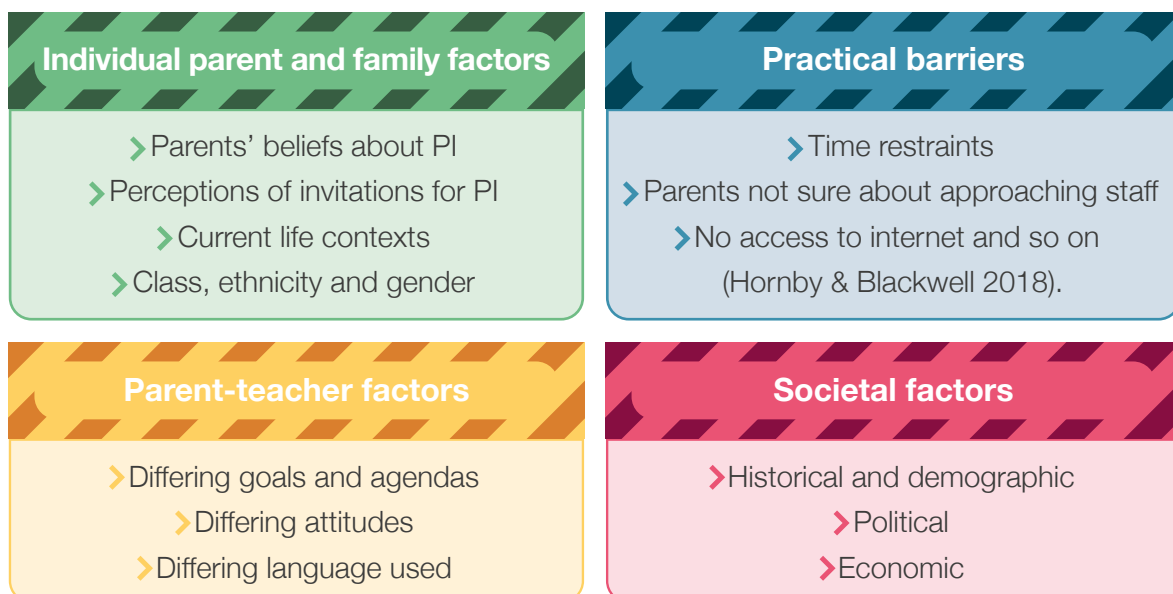 Individual parent and family factors
Parents’ beliefs about PI
Perceptions of invitations for PI
Current life contexts
Class, ethnicity and gender
Practical barriers
Time restraints
Parents not sure about approaching staff
No access to internet and so on
(Hornby & Blackwell 2018).
Parent-teacher factors
Differing goals and agendas
Differing attitudes
Differing language used
Societal factors
Historical and demographic
Political
Economic